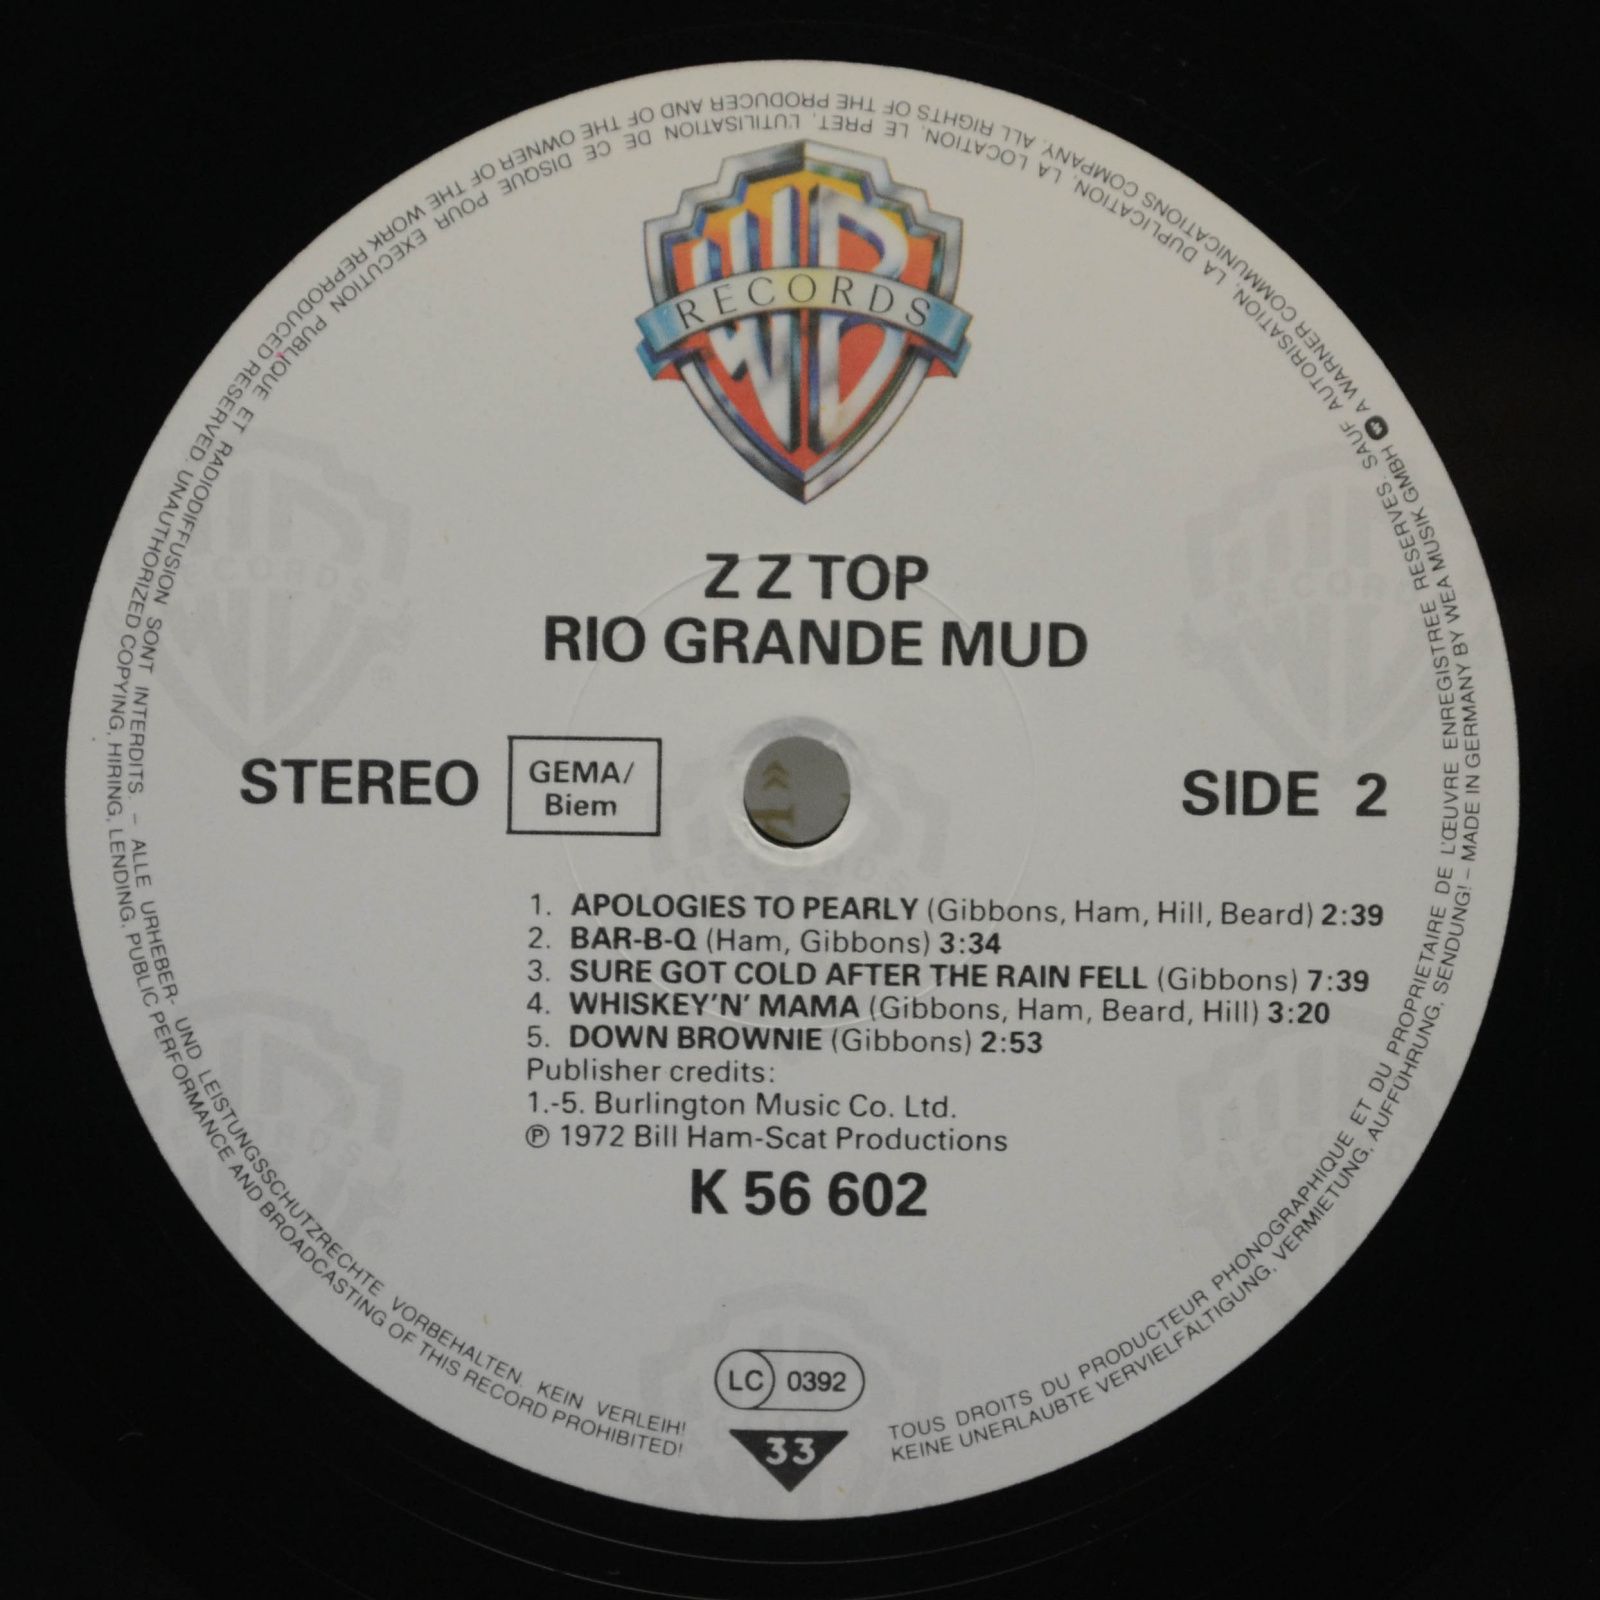 RECORDS
Z Z TOP
RIO GRANDE MUD
STEREO
GEMA/
Biem
SIDE 2
1. APOLOGIES TO PEARLY (Gibbons, Ham, Hill, Beard) 2:39
2. BAR-B-Q (Ham, Gibbons) 3:34
3. SURE GOT COLD AFTER THE RAIN FELL (Gibbons) 7:39
4. WHISKEY'N' MAMA (Gibbons, Ham, Beard, Hill) 3:20
5. DOWN BROWNIE (Gibbons) 2:53
Publisher credits:
1.-5. Burlington Music Co. Ltd.
℗ 1972 Bill Ham-Scat Productions
K 56 602
LC 0392
33
TOUS DROITS DU PRODUCTEUR PHONOGRAPHIQUE ET DU PROPRIETAIRE DE L'ŒUVRE ENREGISTREE RESERVES. SAUF AUTORISATION, LA DUPLICATION, LA LOCATION, LE PRET, L'UTILISATION DE CE DISQUE POUR EXECUTION PUBLIQUE ET RADIODIFFUSION SONT INTERDITS. – ALLE URHEBER- UND LEISTUNGSSCHUTZRECHTE VORBEHALTEN. KEIN VERLEIH!
KEINE UNERLAUBTE VERVIELFÄLTIGUNG, VERMIETUNG, AUFFÜHRUNG, SENDUNG! – MADE IN GERMANY BY WEA MUSIK GMBH A WARNER COMMUNICATIONS COMPANY. ALL RIGHTS OF THE PRODUCER AND OF THE OWNER OF THE WORK REPRODUCED RESERVED. UNAUTHORIZED COPYING, HIRING, LENDING, PUBLIC PERFORMANCE AND BROADCASTING OF THIS RECORD PROHIBITED!